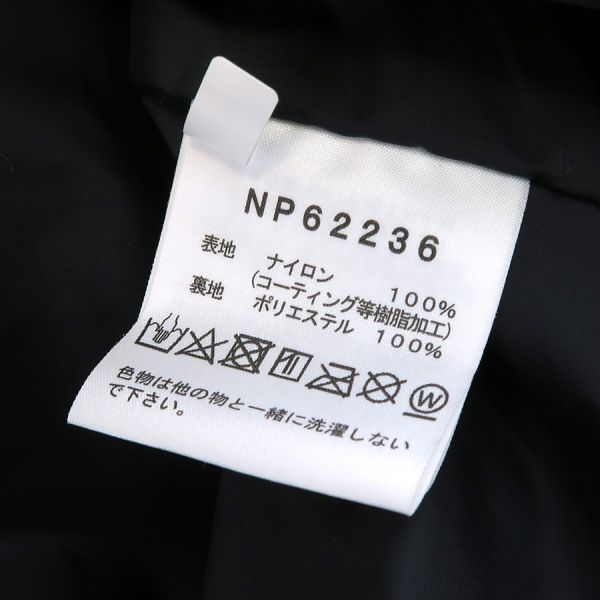 NP62236
表地 ナイロン 100%
(コーティング等樹脂加工)
裏地 ポリエステル 100%
W
色物は他の物と一緒に洗濯しない
で下さい。